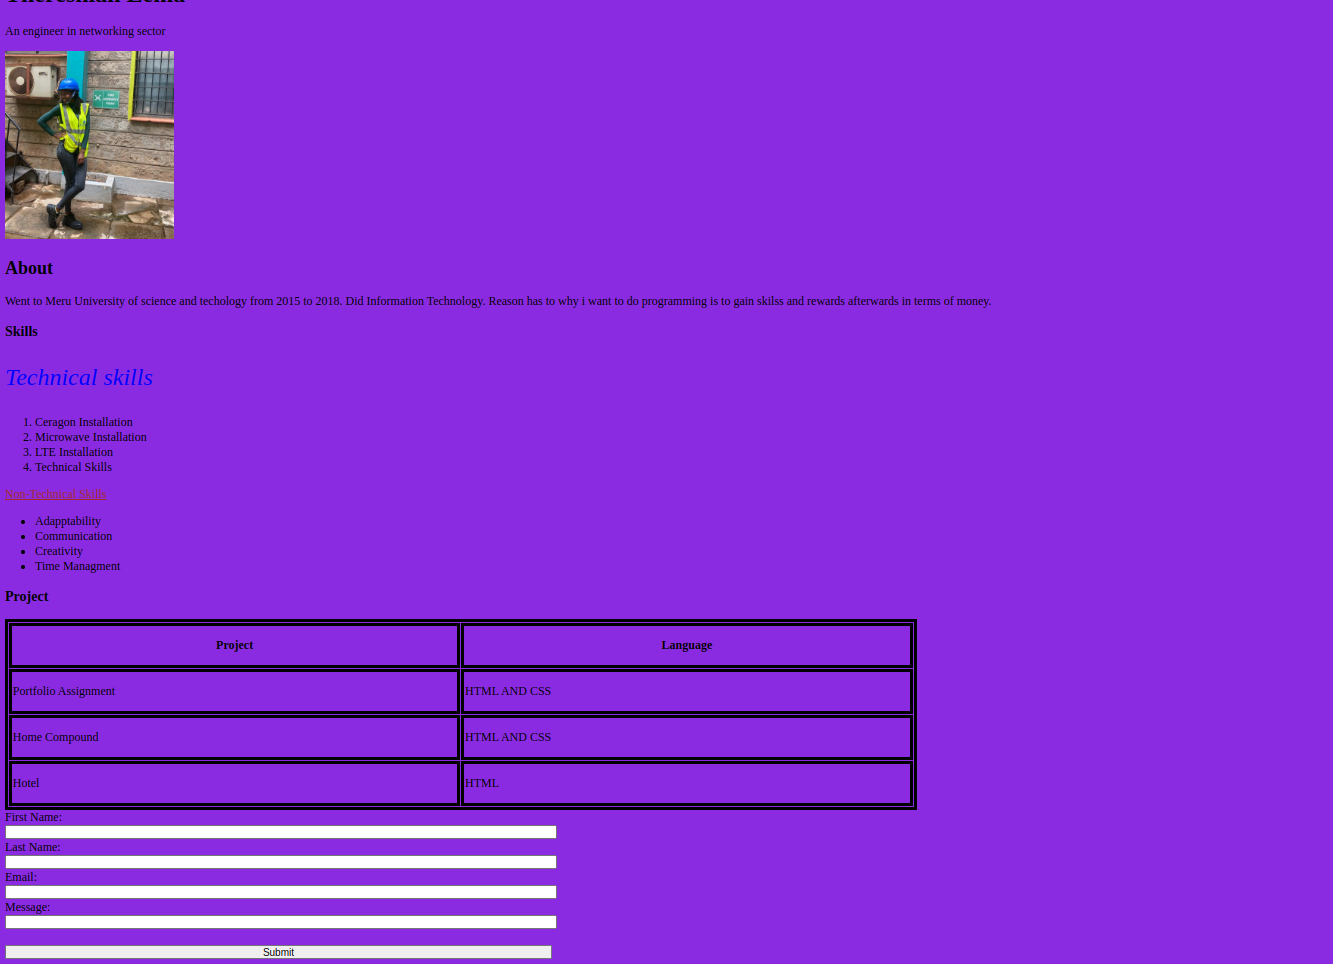 An engineer in networking sector
About
Went to Meru University of science and techology from 2015 to 2018. Did Information Technology. Reason has to why i want to do programming is to gain skilss and rewards afterwards in terms of money.
Skills
Technical skills
1. Ceragon Installation
2. Microwave Installation
3. LTE Installation
4. Technical Skills
Non-Technical Skills
Adapptability
Communication
Creativity
Time Managment
Project
Project Language
Portfolio Assignment HTML AND CSS
Home Compound HTML AND CSS
Hotel HTML
First Name:
Last Name:
Email:
Message:
Submit